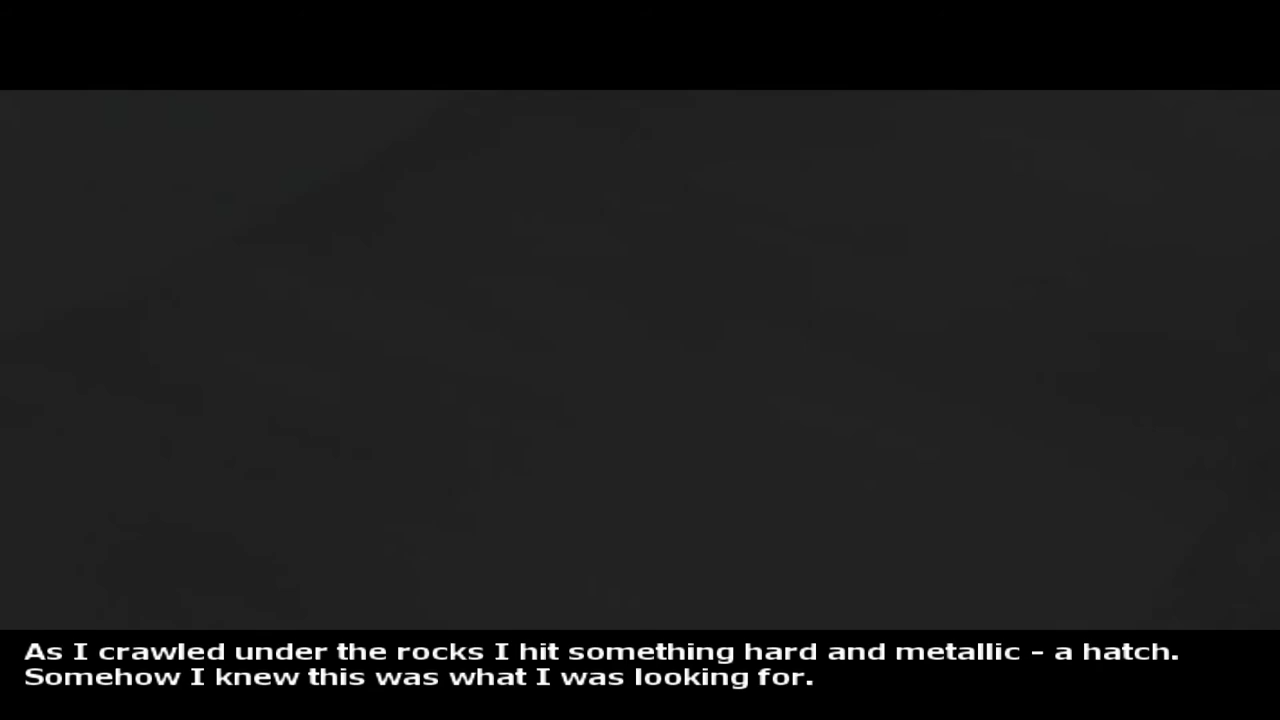 As I crawled under the rocks I hit something hard and metallic - a hatch.
Somehow I knew this was what I was looking for.